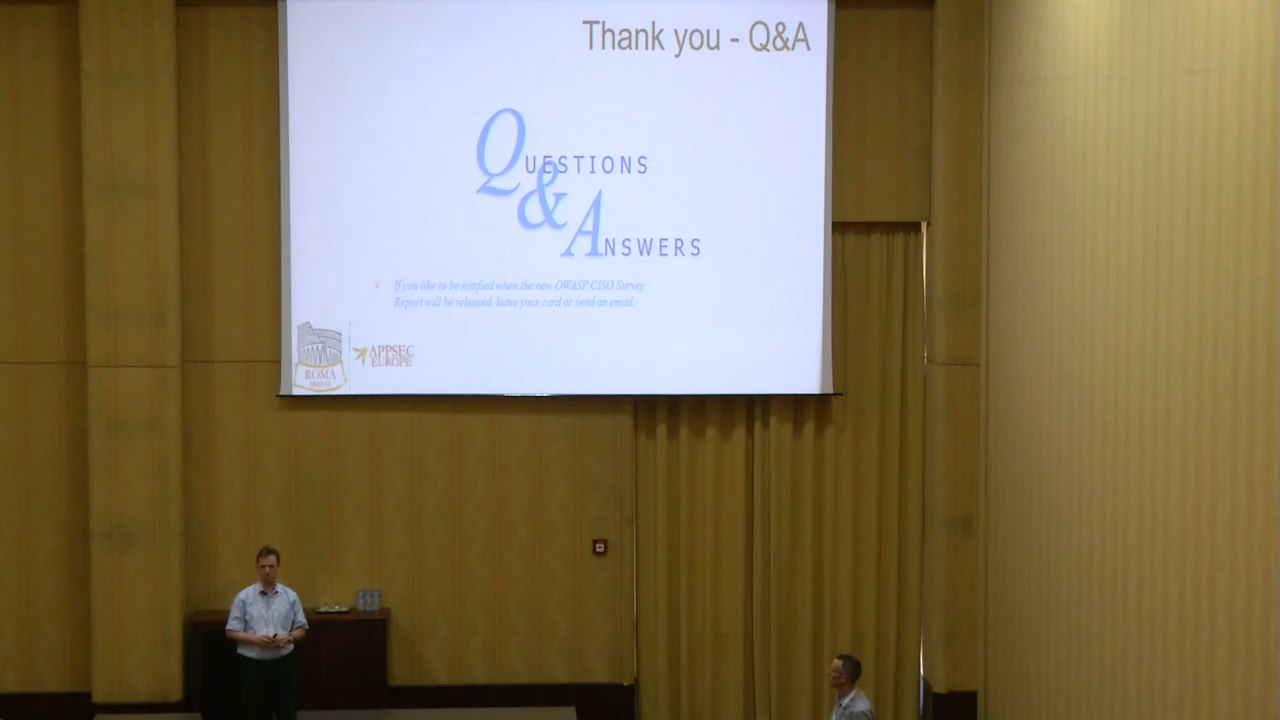 Thank you - Q&A
QUESTIONS
&
ANSWERS
If you like to be notified when the new OWASP CISO Survey
Report will be released, leave your card or send an email.
ROMA
APPSEC
EUROPE